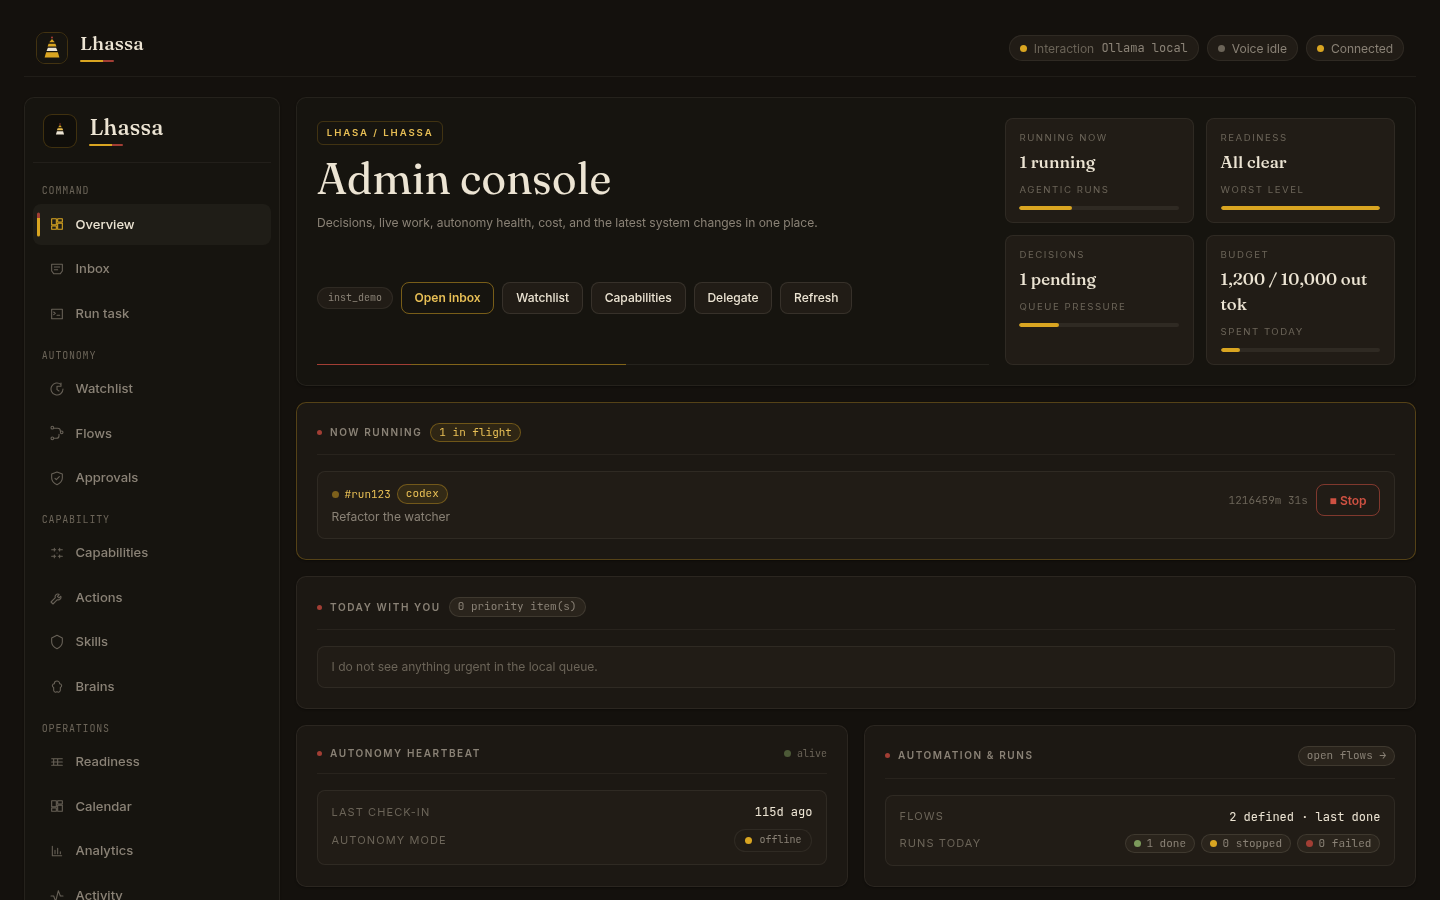 Lhassa
Interaction Ollama local
Voice idle
Connected
Lhassa
COMMAND
Overview
Inbox
Run task
AUTONOMY
Watchlist
Flows
Approvals
CAPABILITY
Capabilities
Actions
Skills
Brains
OPERATIONS
Readiness
Calendar
Analytics
Activity
LHASA / LHASSA
Admin console
Decisions, live work, autonomy health, cost, and the latest system changes in one place.
inst_demo
Open inbox
Watchlist
Capabilities
Delegate
Refresh
RUNNING NOW
1 running
AGENTIC RUNS
READINESS
All clear
WORST LEVEL
DECISIONS
1 pending
QUEUE PRESSURE
BUDGET
1,200 / 10,000 out
tok
SPENT TODAY
NOW RUNNING 1 in flight
#run123 codex
Refactor the watcher
1216459m 31s
Stop
TODAY WITH YOU 0 priority item(s)
I do not see anything urgent in the local queue.
AUTONOMY HEARTBEAT
alive
LAST CHECK-IN 115d ago
AUTONOMY MODE offline
AUTOMATION & RUNS
open flows →
FLOWS 2 defined · last done
RUNS TODAY 1 done 0 stopped 0 failed